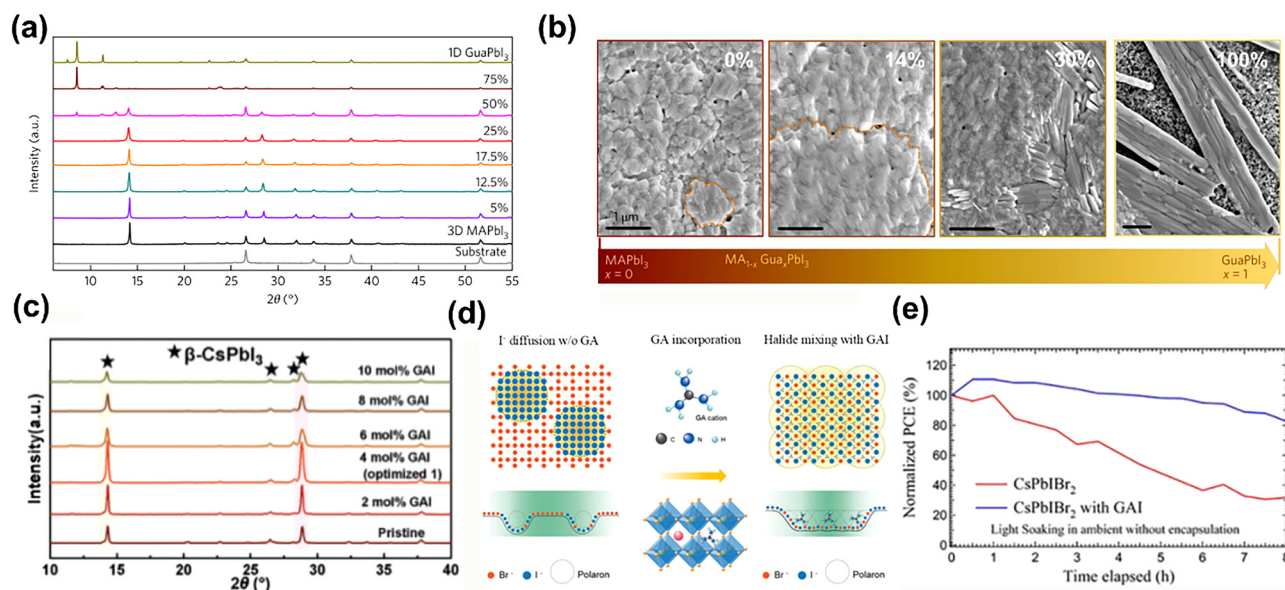 (a)
1D GuaPbI₃
75%
50%
25%
17.5%
12.5%
5%
3D MAPbI₃
Substrate
Intensity (a.u.)
10 15 20 25 30 35 40 45 50 55
2θ (°)
(b)
0%
14%
30%
100%
1 μm
MAPbI₃
x = 0
MA₁₋ₓ GuaₓPbI₃
GuaPbI₃
x = 1
(c)
★β-CsPbI₃
10 mol% GAI
8 mol% GAI
6 mol% GAI
4 mol% GAI
(optimized 1)
2 mol% GAI
Pristine
Intensity(a.u.)
10 15 20 25 30 35 40
2θ (°)
(d)
I⁻ diffusion w/o GA
GA incorporation
Halide mixing with GAI
GA cation
C N H
Br⁻ I⁻ Polaron
Br⁻ I⁻ Polaron
(e)
Normalized PCE (%)
120
100
80
60
40
20
0
CsPbIBr₂
CsPbIBr₂ with GAI
Light Soaking in ambient without encapsulation
0 1 2 3 4 5 6 7 8
Time elapsed (h)